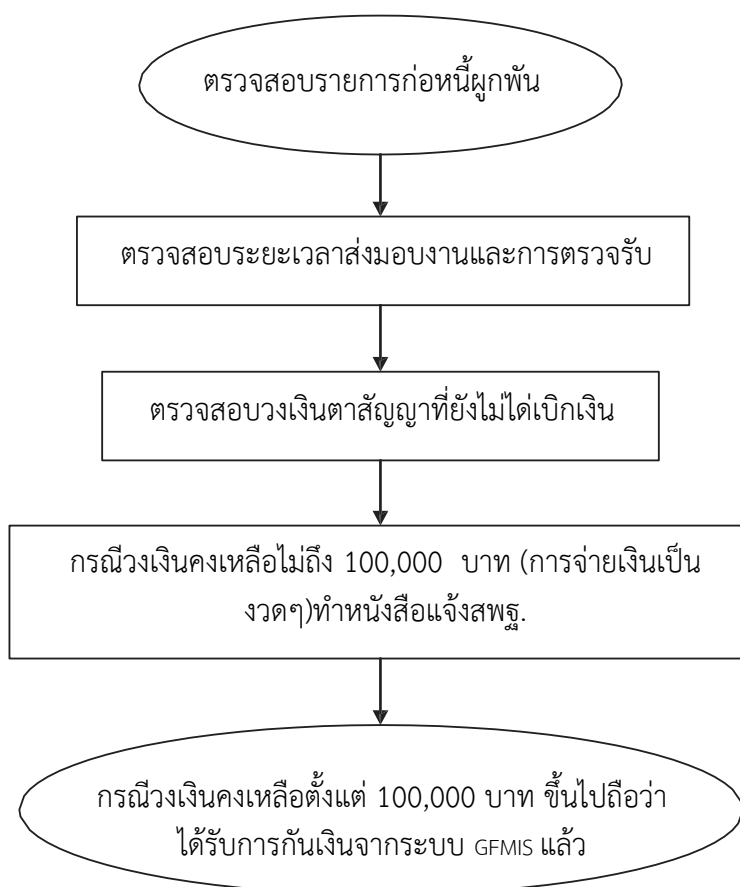 ตรวจสอบรายการก่อหนี้ผูกพัน
ตรวจสอบระยะเวลาส่งมอบงานและการตรวจรับ
ตรวจสอบวงเงินตาสัญญาที่ยังไม่ได่เบิกเงิน
กรณีวงเงินคงเหลือไม่ถึง 100,000 บาท (การจ่ายเงินเป็น
งวดๆ)ทำหนังสือแจ้งสพฐ.
กรณีวงเงินคงเหลือตั้งแต่ 100,000 บาท ขึ้นไปถือว่า
ได้รับการกันเงินจากระบบ GFMIS แล้ว